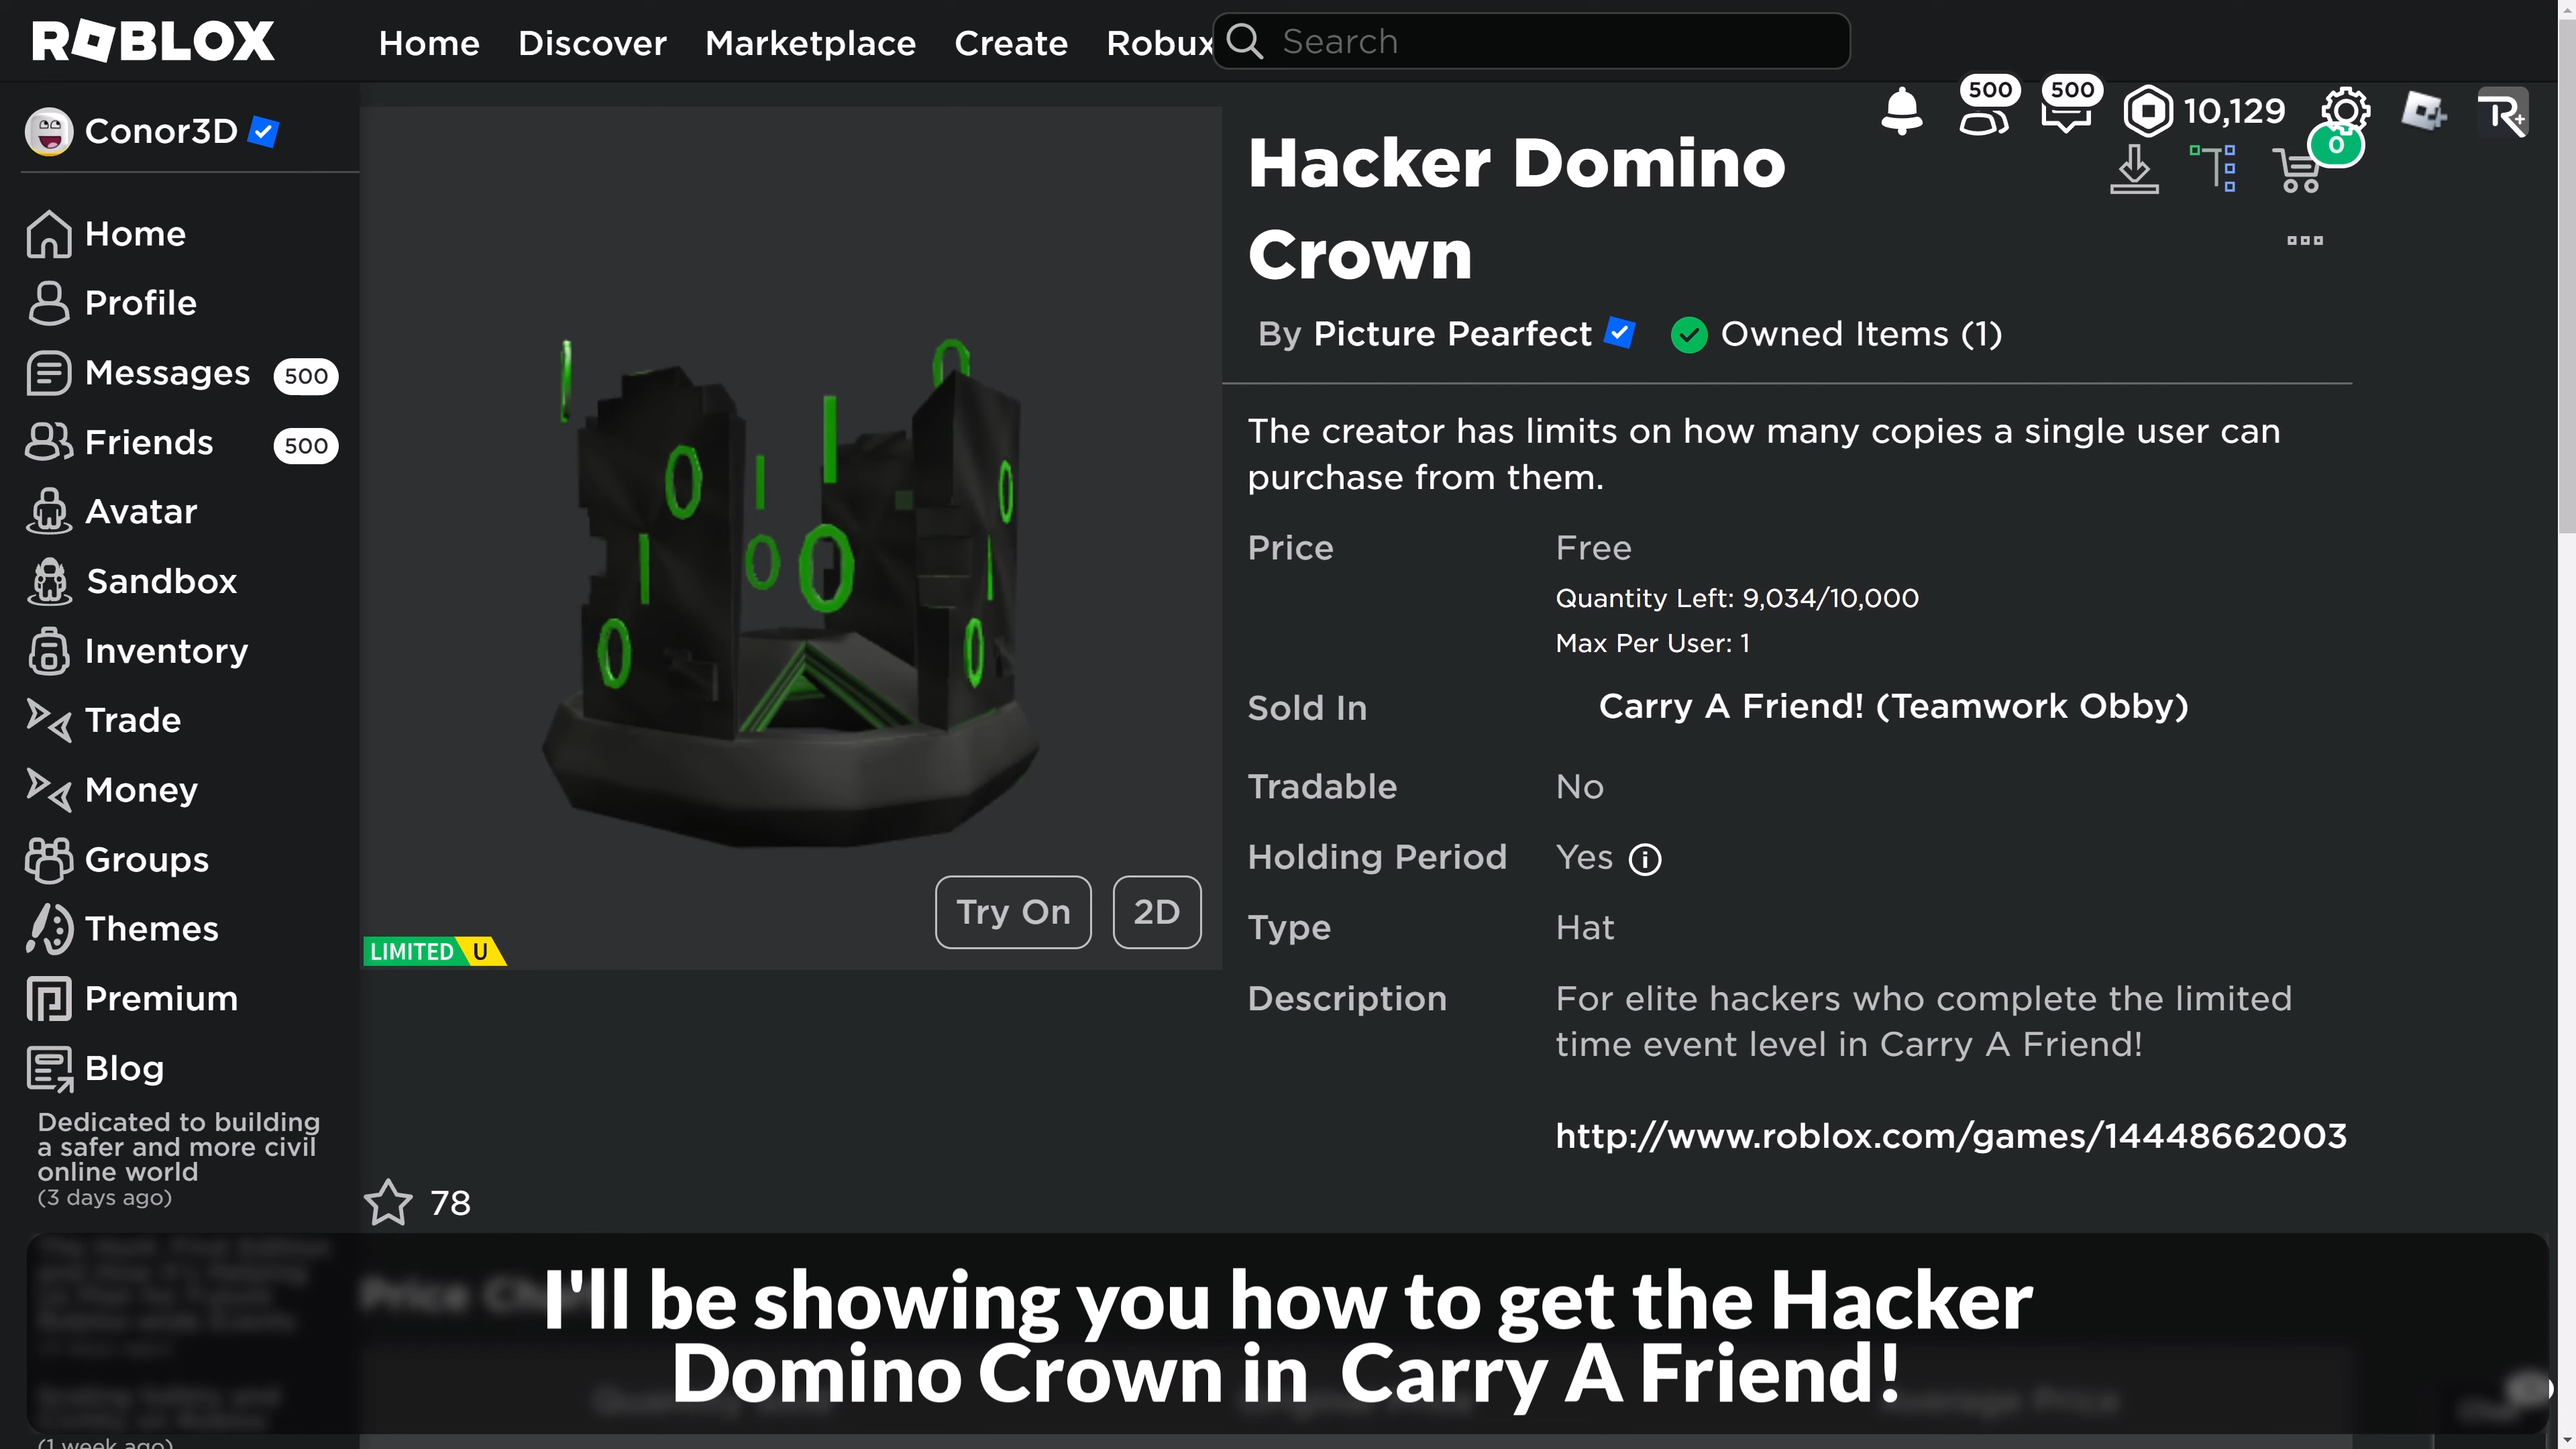 ROBLOX
Home Discover Marketplace Create Robux
Search
500 500 10,129
0
Conor3D
Home
Profile
Messages 500
Friends 500
Avatar
Sandbox
Inventory
Trade
Money
Groups
Themes
Premium
Blog
Dedicated to building
a safer and more civil
online world
(3 days ago)
(1 week ago)
Try On 2D
LIMITED U
78
Hacker Domino
Crown
By Picture Pearfect Owned Items (1)
The creator has limits on how many copies a single user can
purchase from them.
Price Free
Quantity Left: 9,034/10,000
Max Per User: 1
Sold In Carry A Friend! (Teamwork Obby)
Tradable No
Holding Period Yes
Type Hat
Description For elite hackers who complete the limited
time event level in Carry A Friend!
http://www.roblox.com/games/14448662003
I'll be showing you how to get the Hacker
Domino Crown in Carry A Friend!